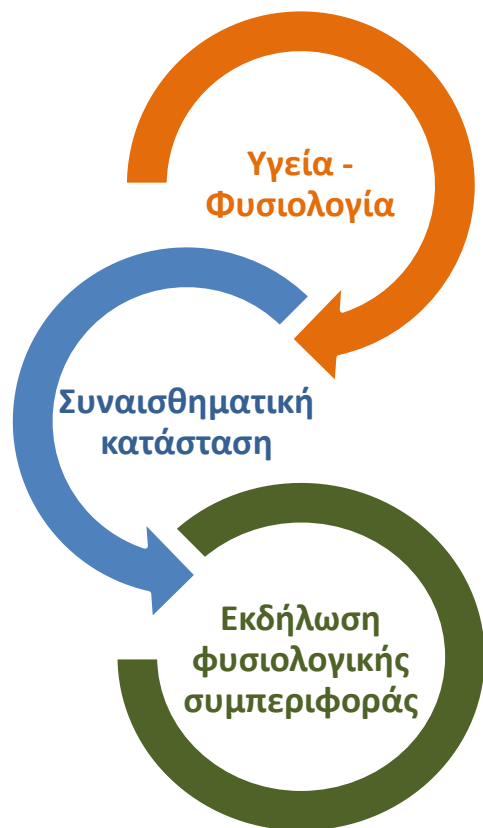 Υγεία -
Φυσιολογία
Συναισθηματική
κατάσταση
Εκδήλωση
φυσιολογικής
συμπεριφοράς